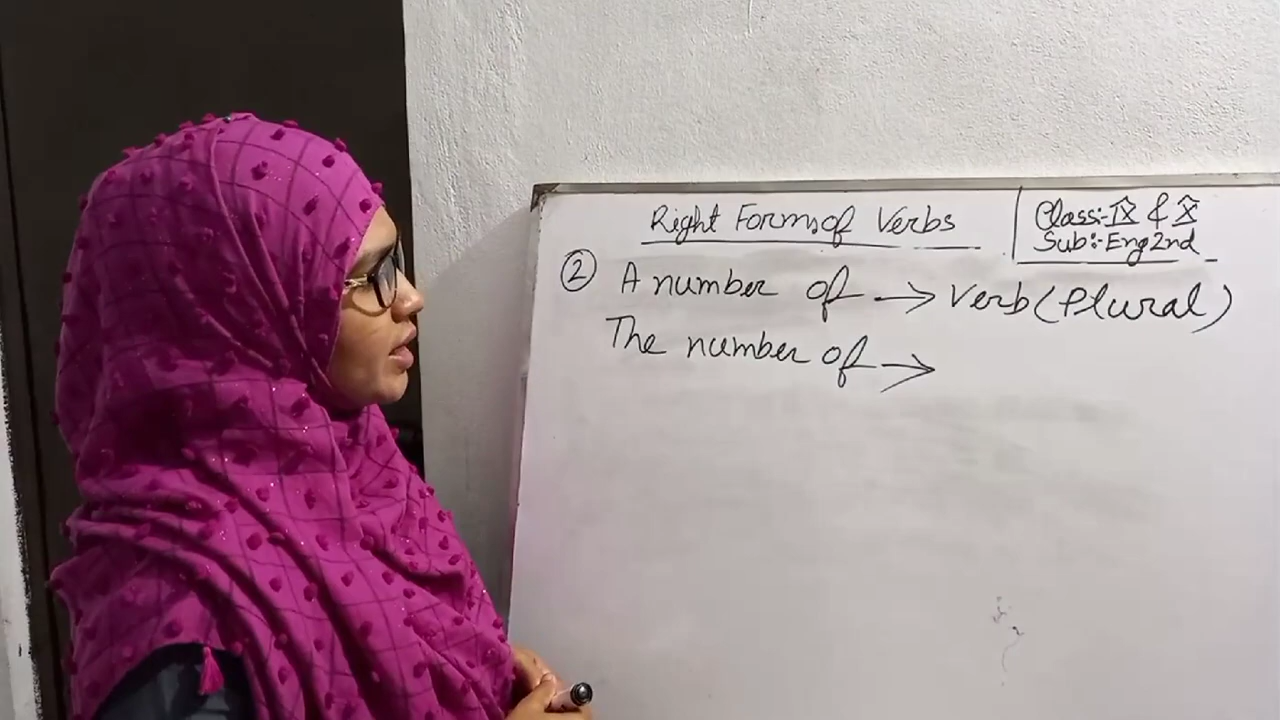 Right Forms of Verbs
Class:-IX & X
Sub:-Eng 2nd
② A number of → Verb (Plural)
The number of →